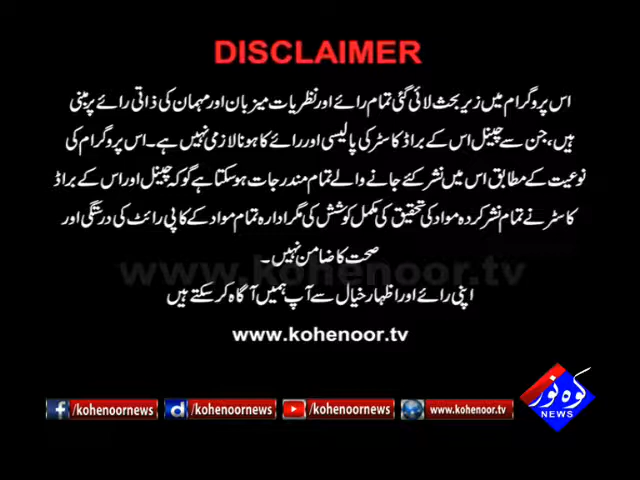 DISCLAIMER
اس پروگرام میں زیر بحث لائی گئی تمام رائے اور نظریات میزبان اور مہمان کی ذاتی رائے پر مبنی
ہیں، جن سے چینل اس کے براڈ کاسٹر کی پالیسی اور رائے کا ہونا لازمی نہیں ہے۔ اس پروگرام کی
نوعیت کے مطابق اس میں نشر کئے جانے والے تمام مندرجات ہو سکتا ہے گو کہ چینل اور اس کے براڈ
کاسٹر نے تمام نشر کردہ مواد کی تحقیق کی مکمل کوشش کی مگر ادارہ تمام مواد کے کاپی رائٹ کی درستگی اور
صحت کا ضامن نہیں۔
www.kohenoor.tv
اپنی رائے اور اظہار خیال سے آپ ہمیں آگاہ کر سکتے ہیں
www.kohenoor.tv
/kohenoornews
/kohenoornews
/kohenoornews
www.kohenoor.tv
کوہ نور
NEWS